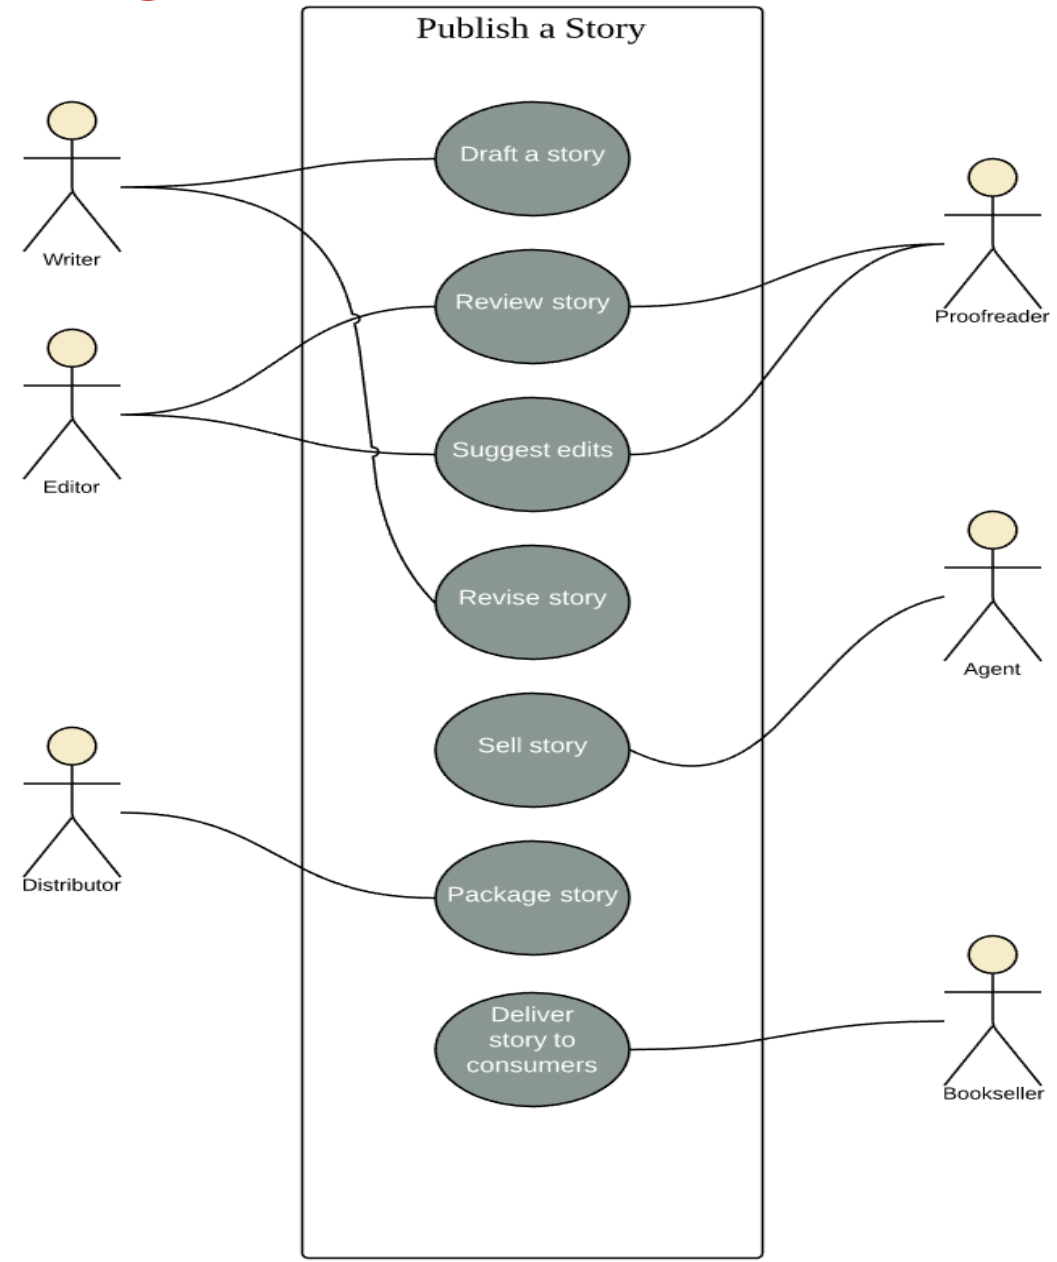 Publish a Story
Draft a story
Writer
Review story
Proofreader
Suggest edits
Editor
Revise story
Agent
Sell story
Distributor
Package story
Deliver
story to
consumers
Bookseller